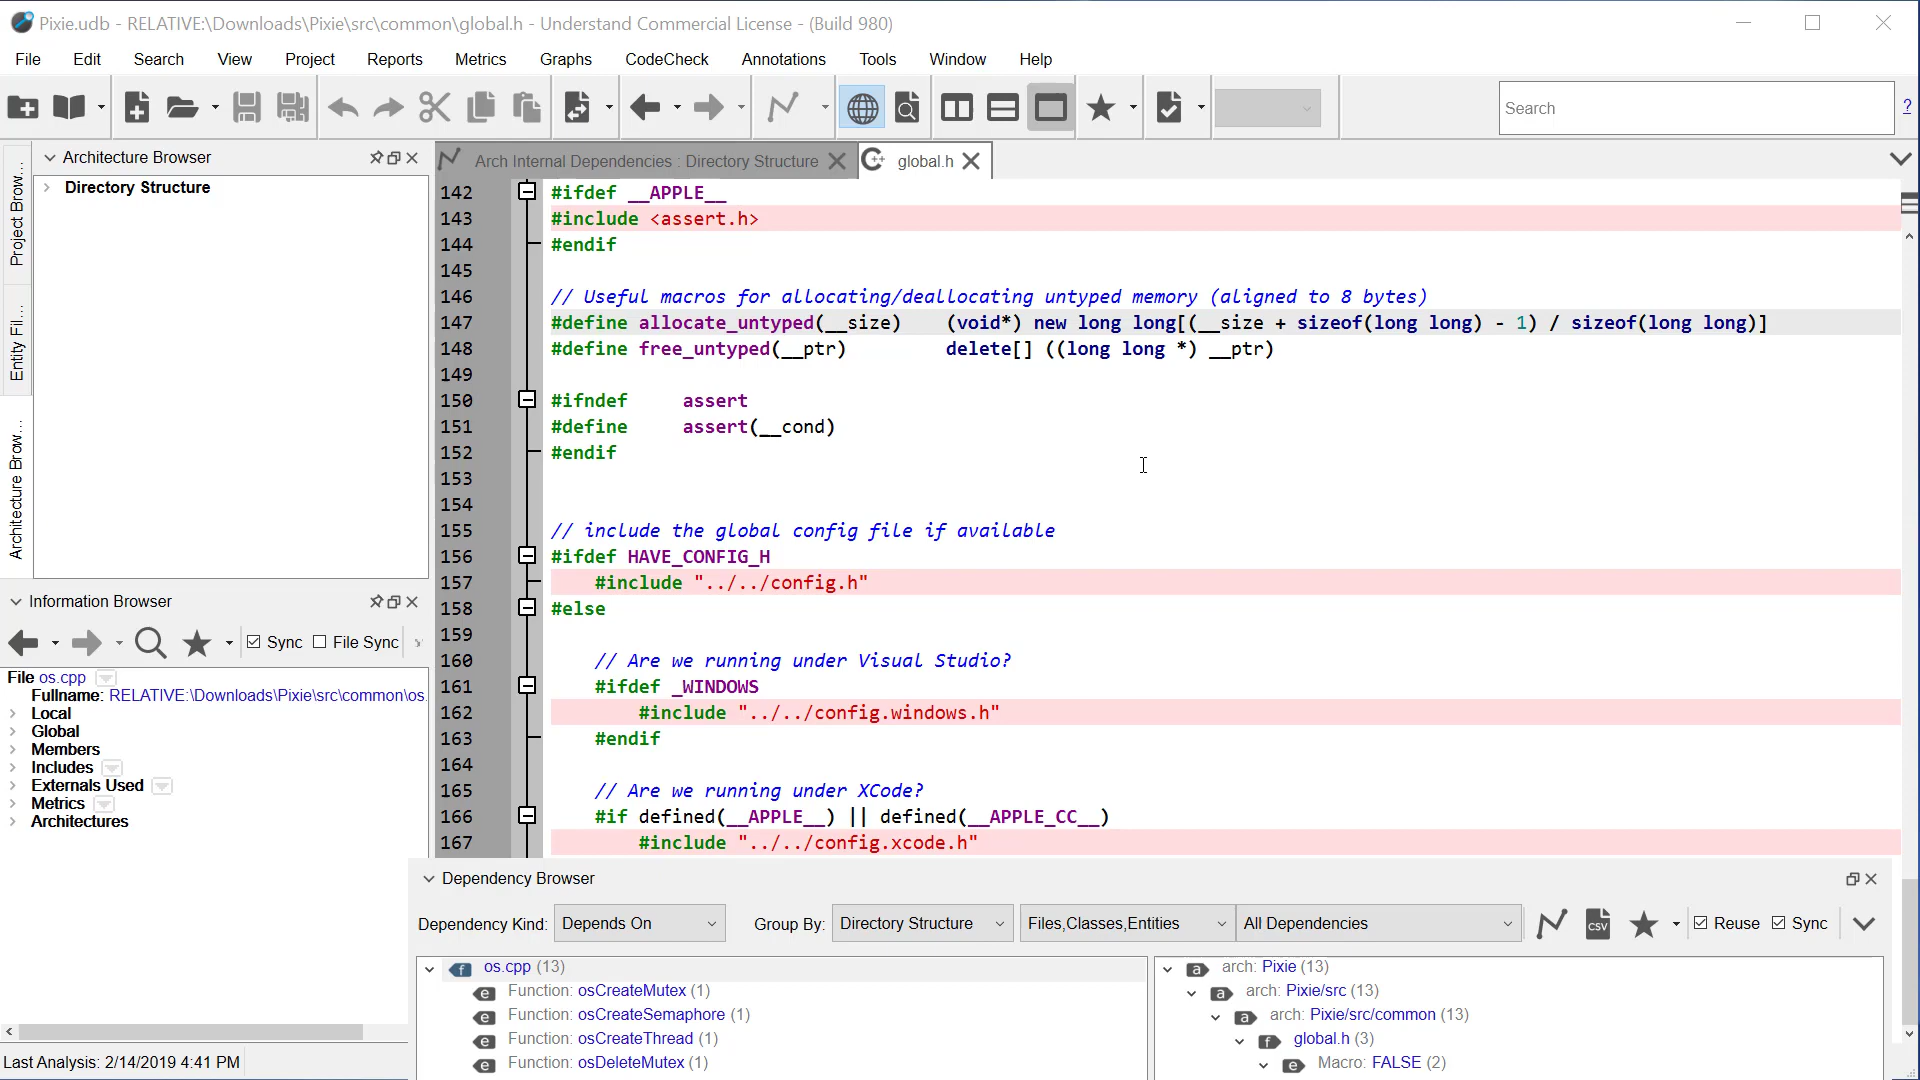 Pixie.udb - RELATIVE:\Downloads\Pixie\src\common\global.h - Understand Commercial License - (Build 980)
File Edit Search View Project Reports Metrics Graphs CodeCheck Annotations Tools Window Help
Search
?
Project Brow...
Entity Fil...
Architecture Brow...
Architecture Browser
Directory Structure
Arch Internal Dependencies : Directory Structure
global.h
142 #ifdef __APPLE__
143 #include <assert.h>
144 #endif
145
146 // Useful macros for allocating/deallocating untyped memory (aligned to 8 bytes)
147 #define allocate_untyped(__size) (void*) new long long[(__size + sizeof(long long) - 1) / sizeof(long long)]
148 #define free_untyped(__ptr) delete[] ((long long *) __ptr)
149
150 #ifndef assert
151 #define assert(__cond)
152 #endif
153
154
155 // include the global config file if available
156 #ifdef HAVE_CONFIG_H
157 #include "../../config.h"
158 #else
159
160 // Are we running under Visual Studio?
161 #ifdef _WINDOWS
162 #include "../../config.windows.h"
163 #endif
164
165 // Are we running under XCode?
166 #if defined(__APPLE__) || defined(__APPLE_CC__)
167 #include "../../config.xcode.h"
Information Browser
Sync File Sync
File os.cpp
Fullname: RELATIVE:\Downloads\Pixie\src\common\os.
Local
Global
Members
Includes
Externals Used
Metrics
Architectures
Last Analysis: 2/14/2019 4:41 PM
Dependency Browser
Dependency Kind: Depends On Group By: Directory Structure Files,Classes,Entities All Dependencies CSV Reuse Sync
f os.cpp (13)
e Function: osCreateMutex (1)
e Function: osCreateSemaphore (1)
e Function: osCreateThread (1)
e Function: osDeleteMutex (1)
a arch: Pixie (13)
a arch: Pixie/src (13)
a arch: Pixie/src/common (13)
f global.h (3)
e Macro: FALSE (2)